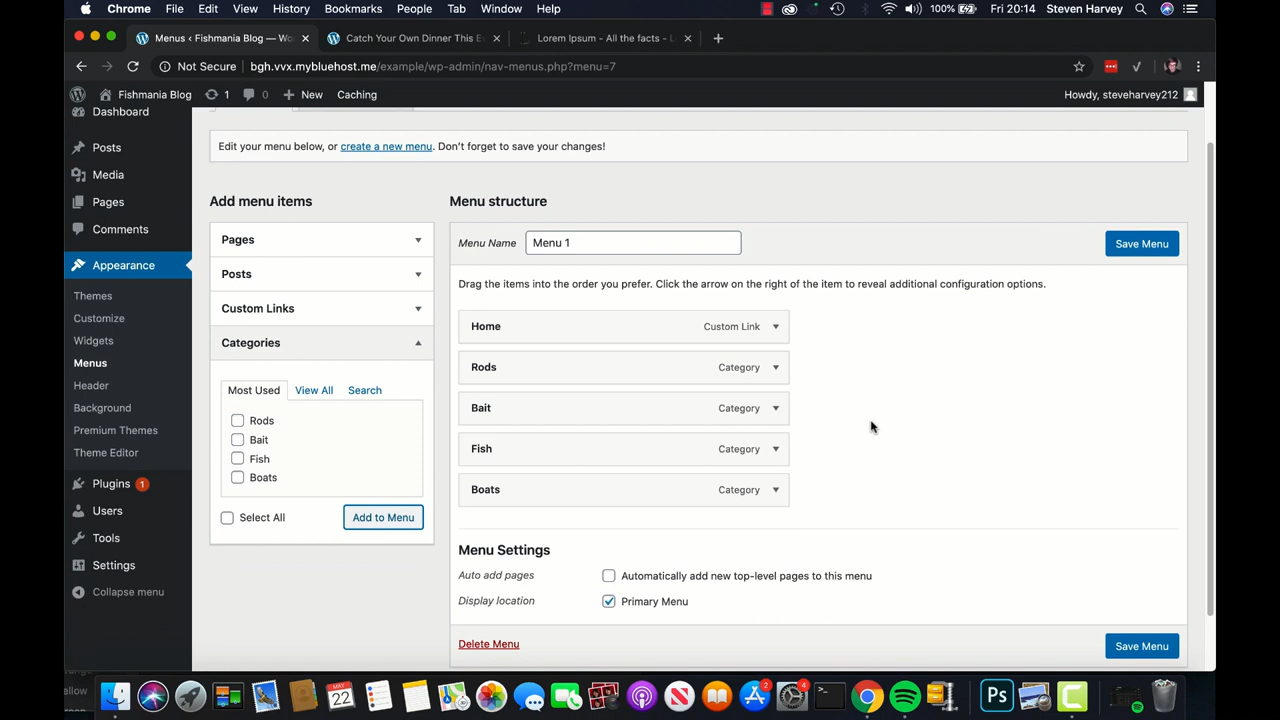 Chrome File Edit View History Bookmarks People Tab Window Help 100% Fri 20:14 Steven Harvey
Menus ‹ Fishmania Blog — Wo Catch Your Own Dinner This E Lorem Ipsum - All the facts - L
Not Secure bgh.vvx.mybluehost.me/example/wp-admin/nav-menus.php?menu=7
Fishmania Blog 1 0 New Caching Howdy, steveharvey212
Dashboard
Posts
Media
Pages
Comments
Appearance
Themes
Customize
Widgets
Menus
Header
Background
Premium Themes
Theme Editor
Plugins 1
Users
Tools
Settings
Collapse menu
Edit your menu below, or create a new menu. Don't forget to save your changes!
Add menu items
Pages
Posts
Custom Links
Categories
Most Used View All Search
Rods
Bait
Fish
Boats
Select All Add to Menu
Menu structure
Menu Name Menu 1 Save Menu
Drag the items into the order you prefer. Click the arrow on the right of the item to reveal additional configuration options.
Home Custom Link
Rods Category
Bait Category
Fish Category
Boats Category
Menu Settings
Auto add pages Automatically add new top-level pages to this menu
Display location Primary Menu
Delete Menu Save Menu
ellow
MAY
22
2
4
Ps